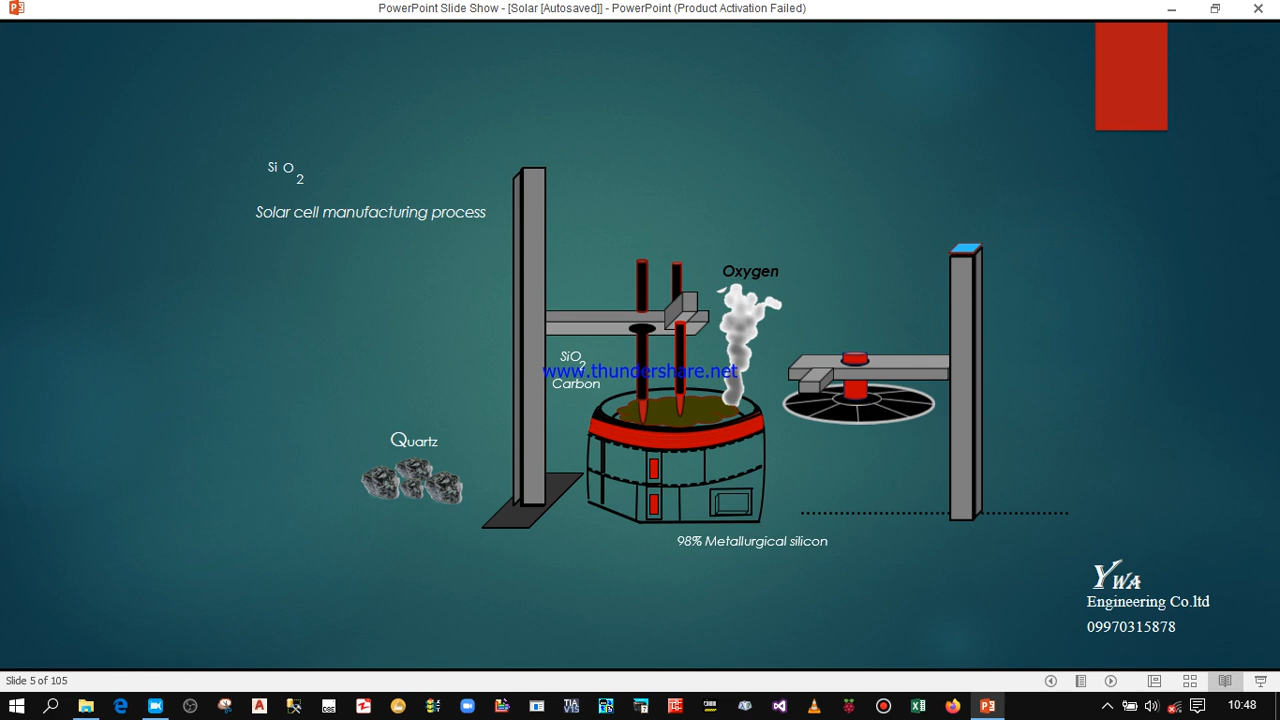 PowerPoint Slide Show - [Solar [Autosaved]] - PowerPoint (Product Activation Failed)
Si O2
Solar cell manufacturing process
Oxygen
SiO2
www.thundershare.net
Carbon
Quartz
98% Metallurgical silicon
YWA
Engineering Co.ltd
09970315878
Slide 5 of 105
10:48